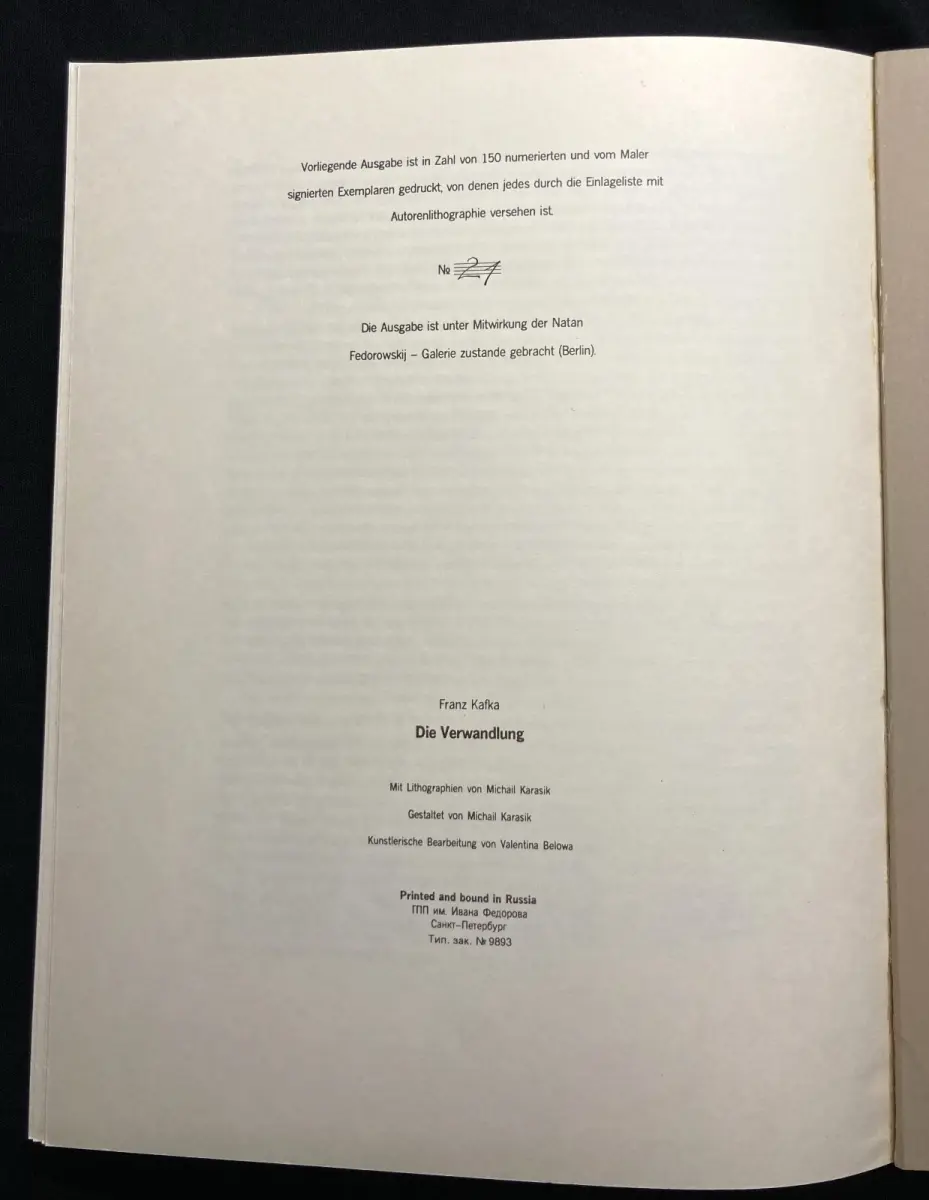 Vorliegende Ausgabe ist in Zahl von 150 numerierten und vom Maler
signierten Exemplaren gedruckt, von denen jedes durch die Einlageliste mit
Autorenlithographie versehen ist.
№ 27
Die Ausgabe ist unter Mitwirkung der Natan
Fedorowskij – Galerie zustande gebracht (Berlin).
Franz Kafka
Die Verwandlung
Mit Lithographien von Michail Karasik
Gestaltet von Michail Karasik
Kunstlerische Bearbeitung von Valentina Belowa
Printed and bound in Russia
ГПП им. Ивана Федорова
Санкт-Петербург
Тип. зак. № 9893